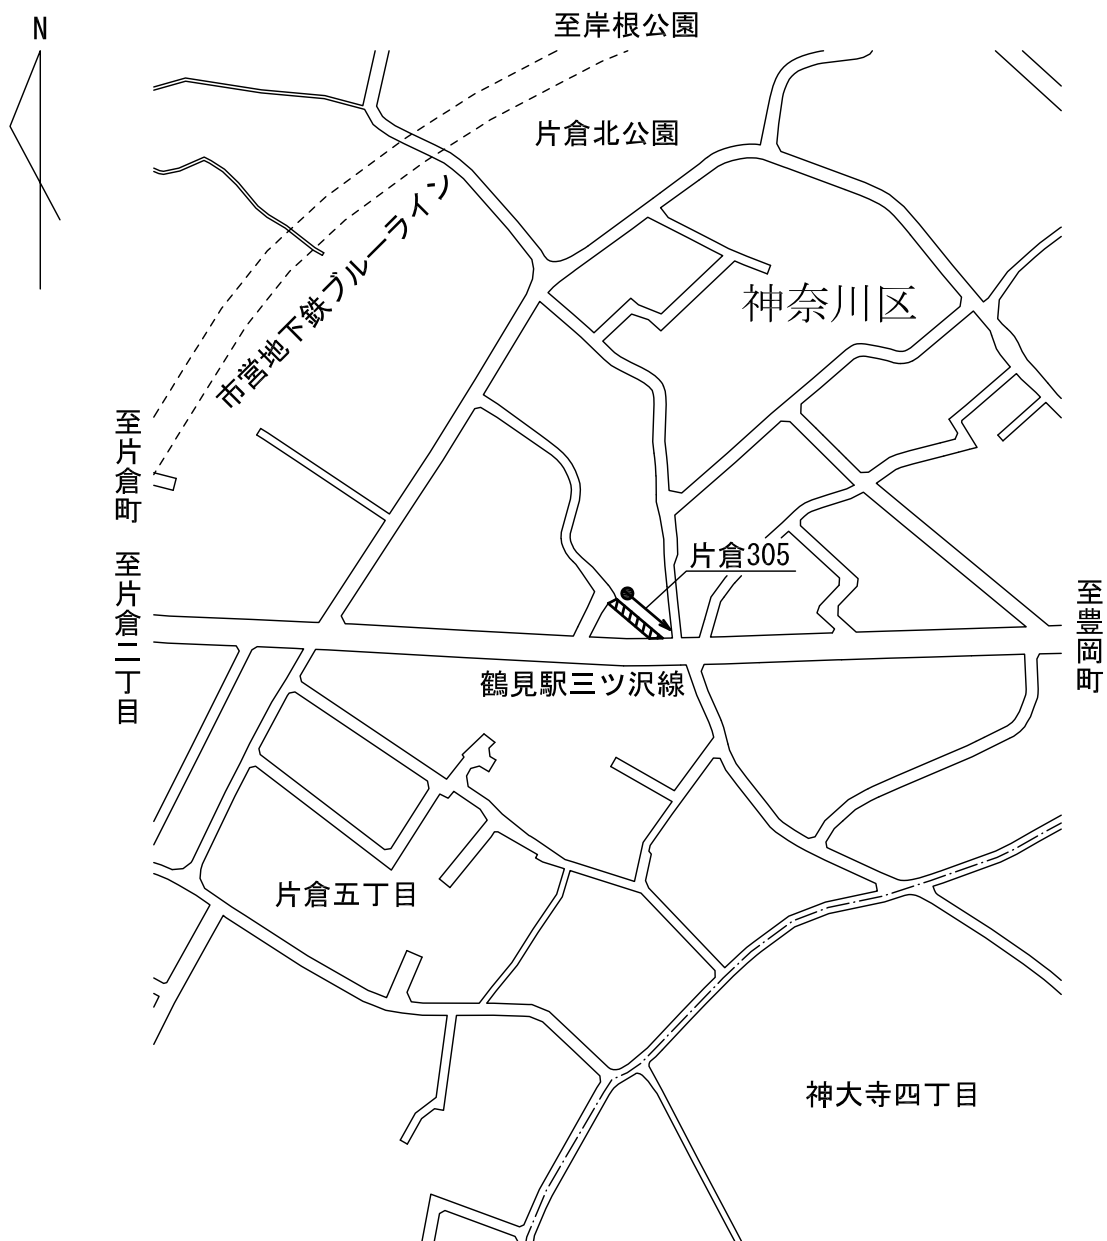 N
至岸根公園
片倉北公園
市営地下鉄ブルーライン
神奈川区
至片倉町
至片倉二丁目
片倉305
至豊岡町
鶴見駅三ツ沢線
片倉五丁目
神大寺四丁目